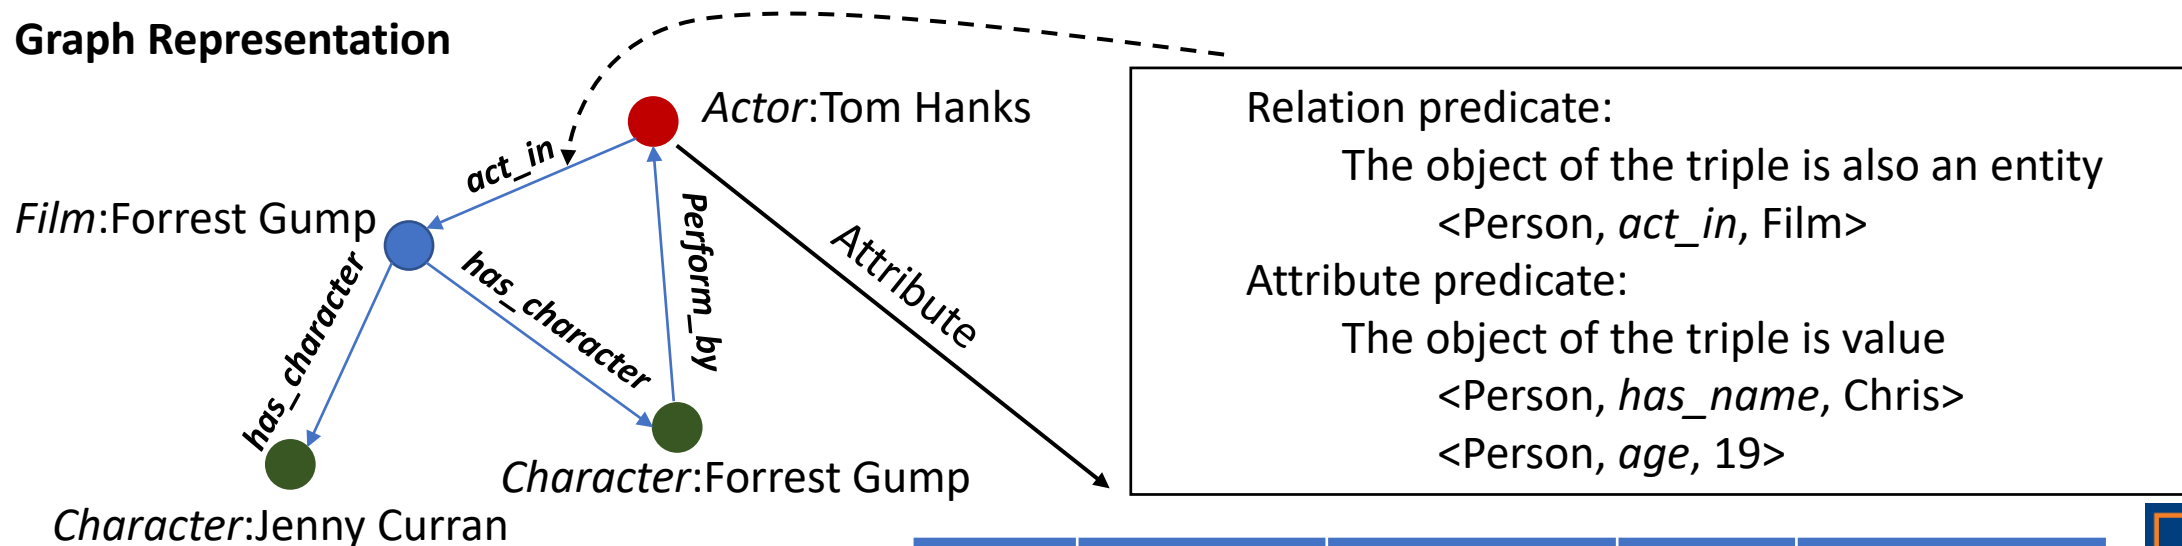 Graph Representation
Actor:Tom Hanks
act_in
Film:Forrest Gump
Perform_by
Attribute
has_character
has_character
Character:Forrest Gump
Character:Jenny Curran
Relation predicate:
The object of the triple is also an entity
<Person, act_in, Film>
Attribute predicate:
The object of the triple is value
<Person, has_name, Chris>
<Person, age, 19>